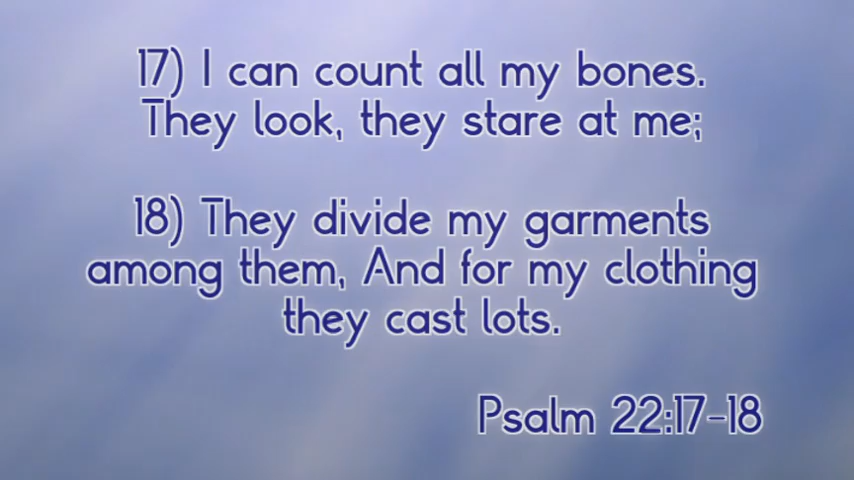 17) I can count all my bones.
They look, they stare at me;
18) They divide my garments
among them, And for my clothing
they cast lots.
Psalm 22:17-18